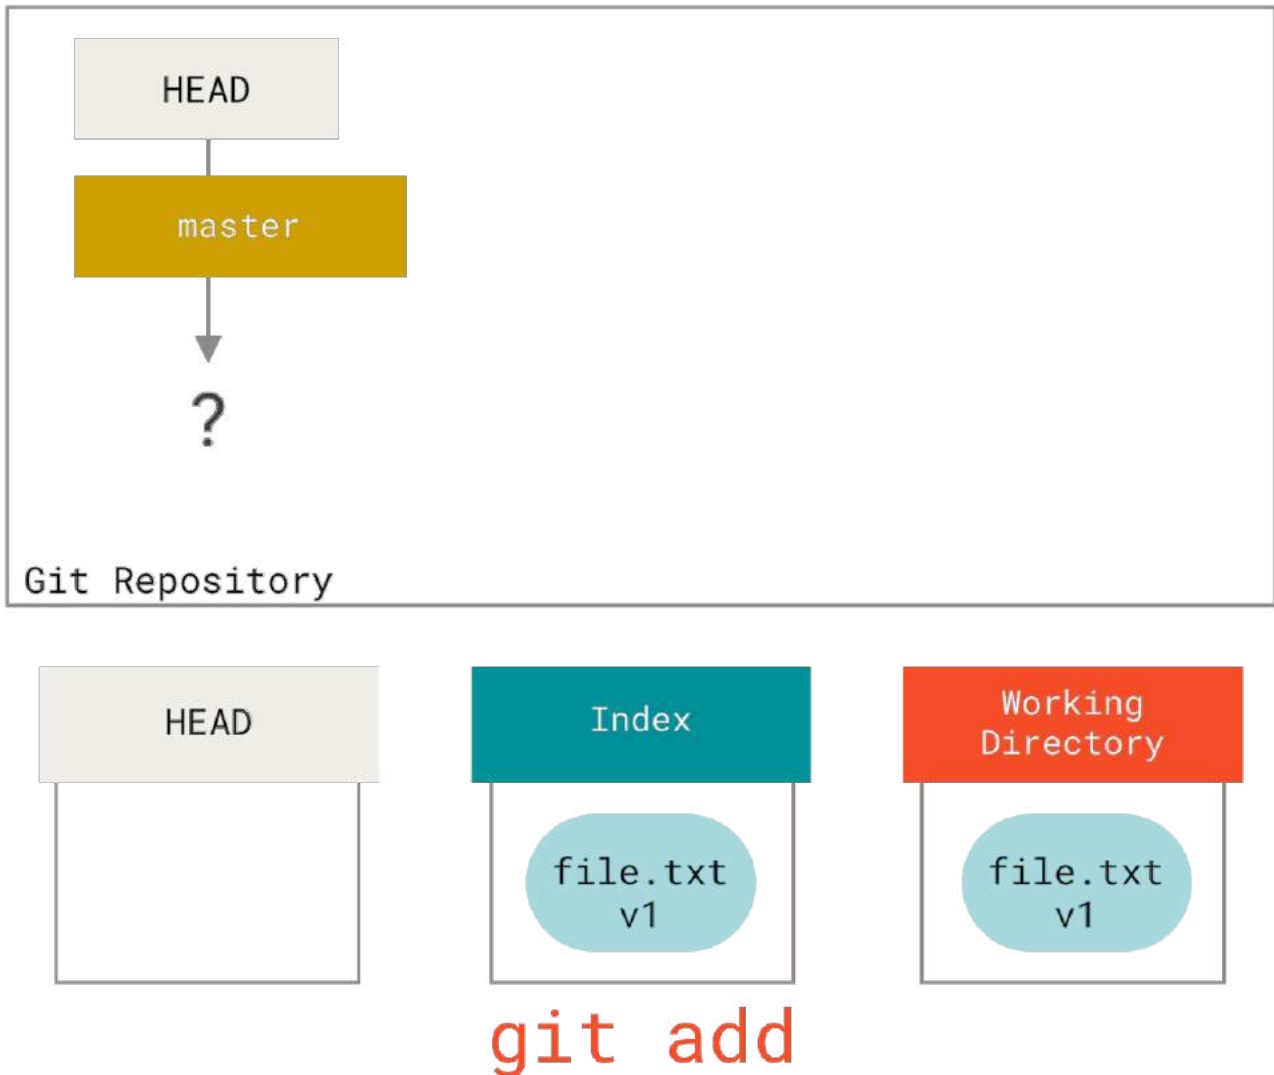 HEAD
master
?
Git Repository
HEAD
Index
Working
Directory
file.txt
v1
file.txt
v1
git add